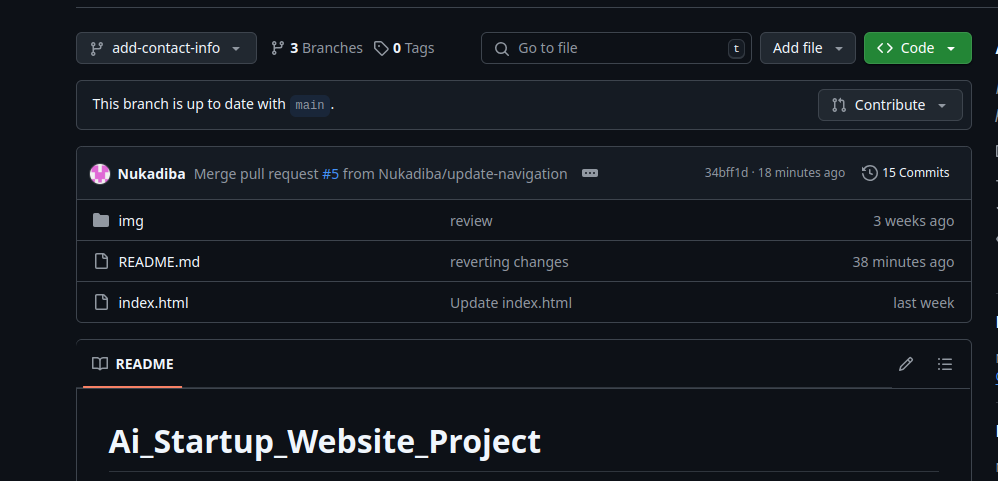 add-contact-info 3 Branches 0 Tags Go to file t Add file Code
This branch is up to date with main. Contribute
Nukadiba Merge pull request #5 from Nukadiba/update-navigation 34bff1d · 18 minutes ago 15 Commits
img review 3 weeks ago
README.md reverting changes 38 minutes ago
index.html Update index.html last week
README
Ai_Startup_Website_Project